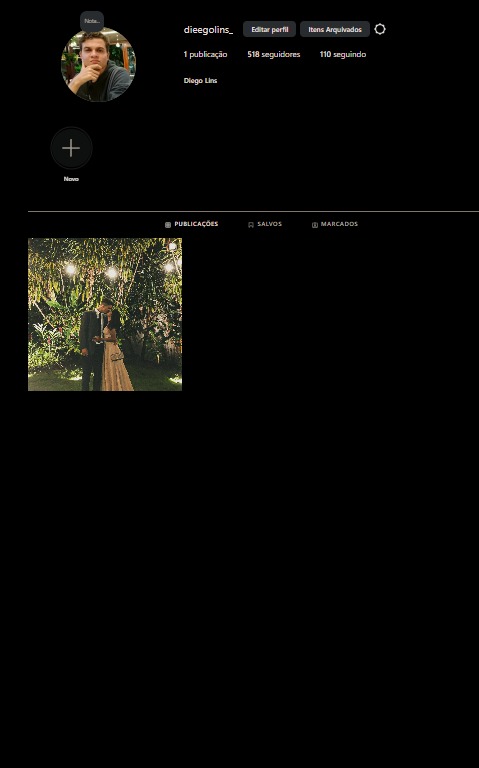 Nota...
dieegolins_ Editar perfil Itens Arquivados
1 publicação 518 seguidores 110 seguindo
Diego Lins
Novo
PUBLICAÇÕES SALVOS MARCADOS